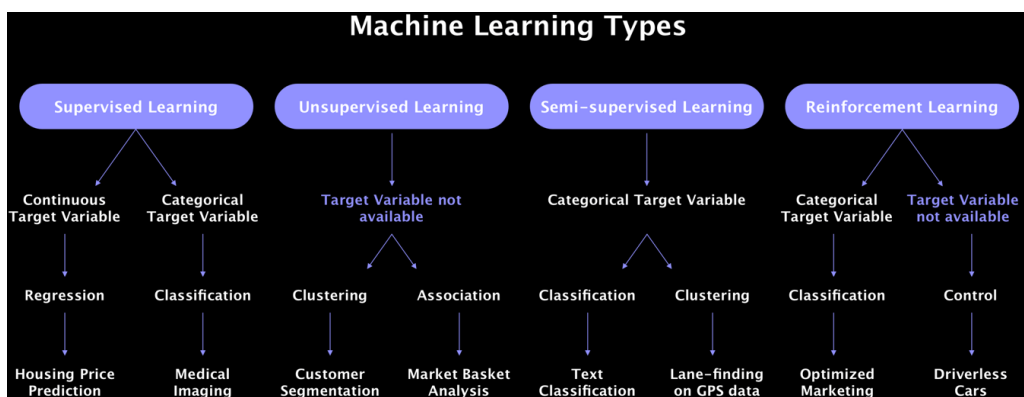 Machine Learning Types
Supervised Learning
Unsupervised Learning
Semi-supervised Learning
Reinforcement Learning
Continuous
Target Variable
Categorical
Target Variable
Target Variable not
available
Categorical Target Variable
Categorical
Target Variable
Target Variable
not available
Regression
Classification
Clustering
Association
Classification
Clustering
Classification
Control
Housing Price
Prediction
Medical
Imaging
Customer
Segmentation
Market Basket
Analysis
Text
Classification
Lane-finding
on GPS data
Optimized
Marketing
Driverless
Cars